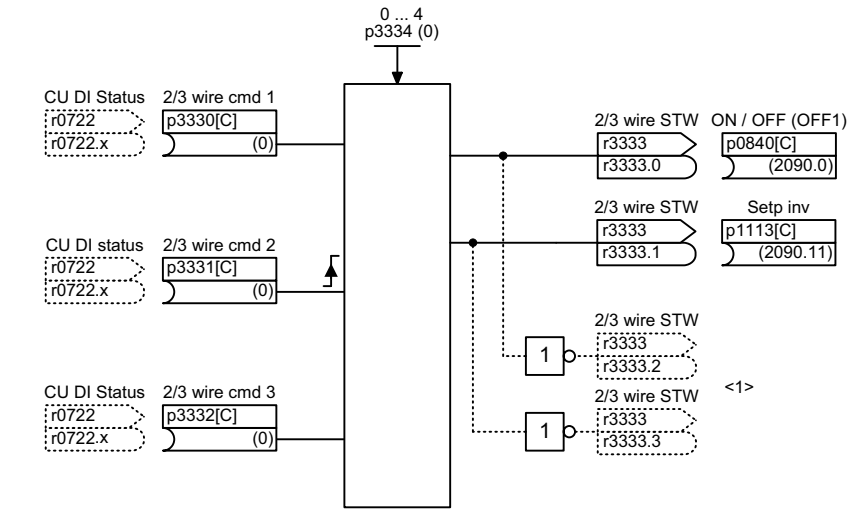 0 ... 4
p3334 (0)
CU DI Status 2/3 wire cmd 1
r0722 p3330[C]
r0722.x (0)
2/3 wire STW ON / OFF (OFF1)
r3333 p0840[C]
r3333.0 (2090.0)
2/3 wire STW Setp inv
r3333 p1113[C]
r3333.1 (2090.11)
CU DI status 2/3 wire cmd 2
r0722 p3331[C]
r0722.x (0)
2/3 wire STW
r3333
1
r3333.2
<1>
CU DI Status 2/3 wire cmd 3
r0722 p3332[C]
r0722.x (0)
2/3 wire STW
r3333
1
r3333.3